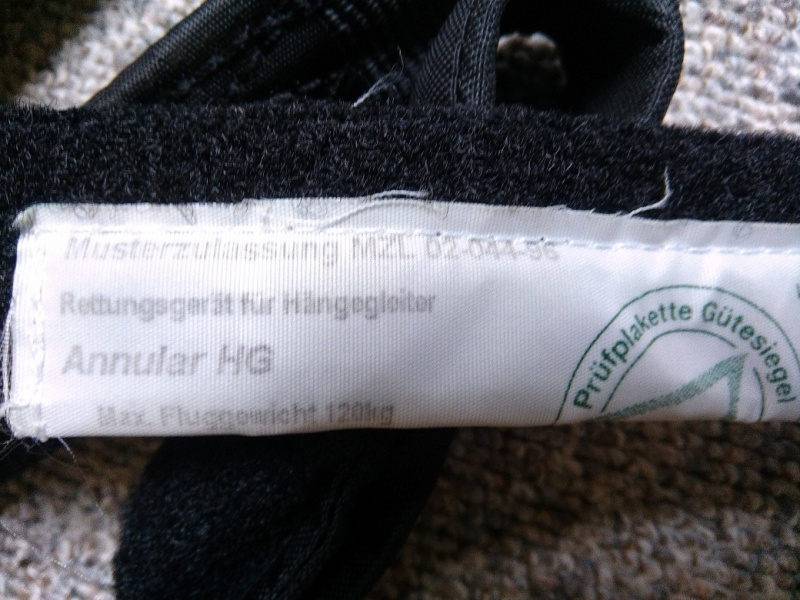 Musterzulassung MZL 02-044-96
Rettungsgerät für Hängegleiter
Annular HG
Max. Fluggewicht 120kg
Prüfplakette Gütesiegel